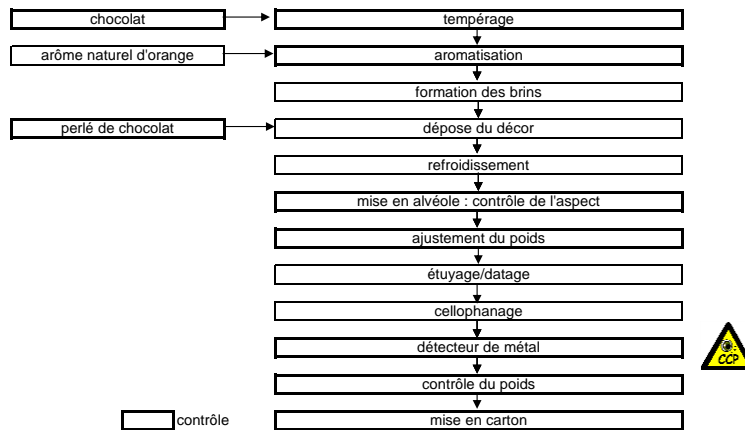 chocolat
tempérage
arôme naturel d'orange
aromatisation
formation des brins
perlé de chocolat
dépose du décor
refroidissement
mise en alvéole : contrôle de l'aspect
ajustement du poids
étuyage/datage
cellophanage
détecteur de métal
CCP
contrôle du poids
contrôle
mise en carton